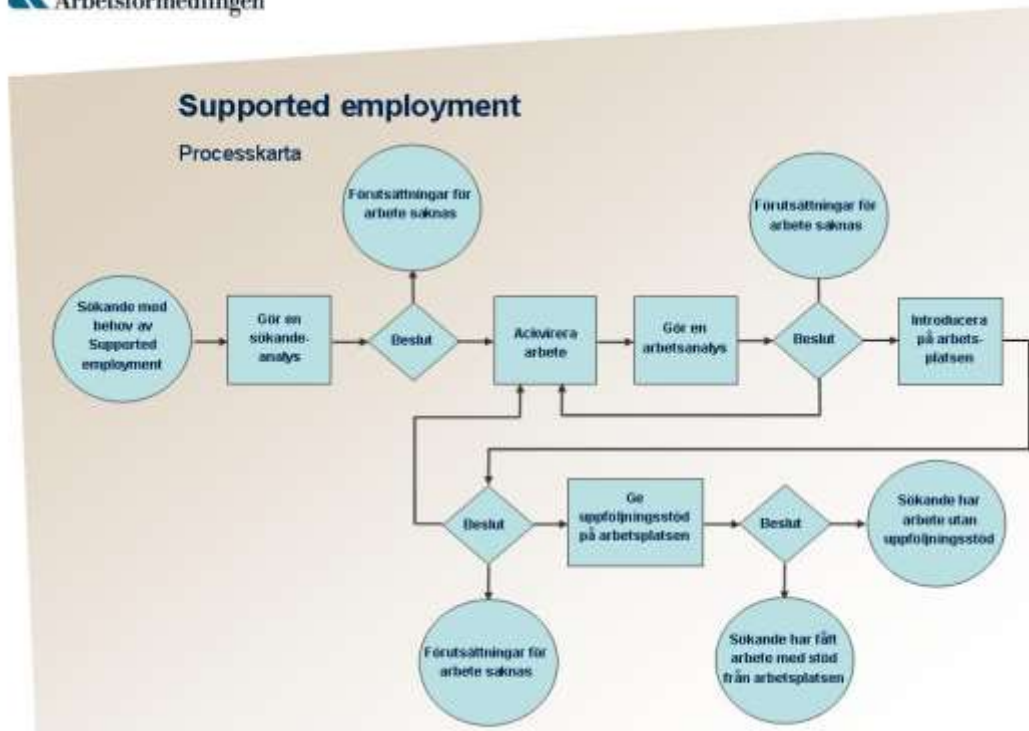 Arbetsförmedlingen
Supported employment
Processkarta
Förutsättningar för
arbete saknas
Förutsättningar för
arbete saknas
Sökande med
behov av
Supported
employment
Gör en
sökande-
analys
Beslut
Ackvirera
arbete
Gör en
arbetsanalys
Beslut
Introducera
på arbets-
platsen
Beslut
Ge
uppföljningsstöd
på arbetsplatsen
Beslut
Sökande har
arbete utan
uppföljningsstöd
Förutsättningar för
arbete saknas
Sökande har fått
arbete med stöd
från arbetsplatsen